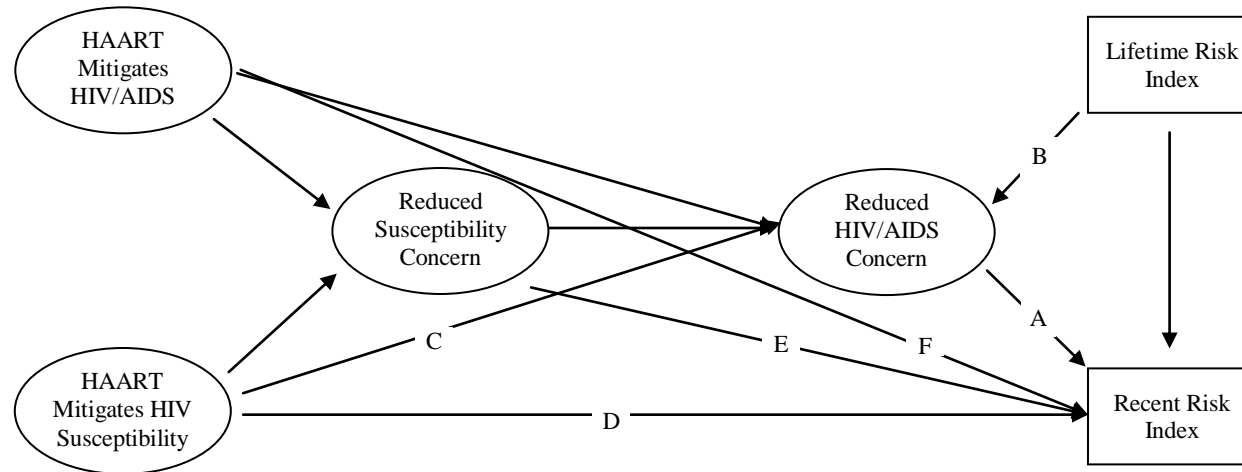 HAART
Mitigates
HIV/AIDS
Lifetime Risk
Index
B
Reduced
Susceptibility
Concern
Reduced
HIV/AIDS
Concern
A
C
E
F
HAART
Mitigates HIV
Susceptibility
D
Recent Risk
Index